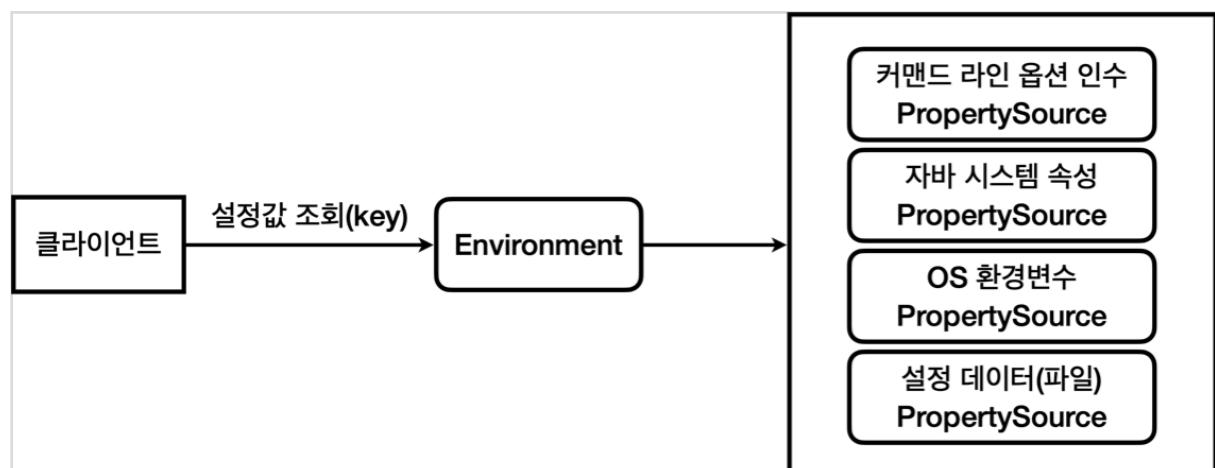 클라이언트
설정값 조회(key)
Environment
커맨드 라인 옵션 인수
PropertySource
자바 시스템 속성
PropertySource
OS 환경변수
PropertySource
설정 데이터(파일)
PropertySource